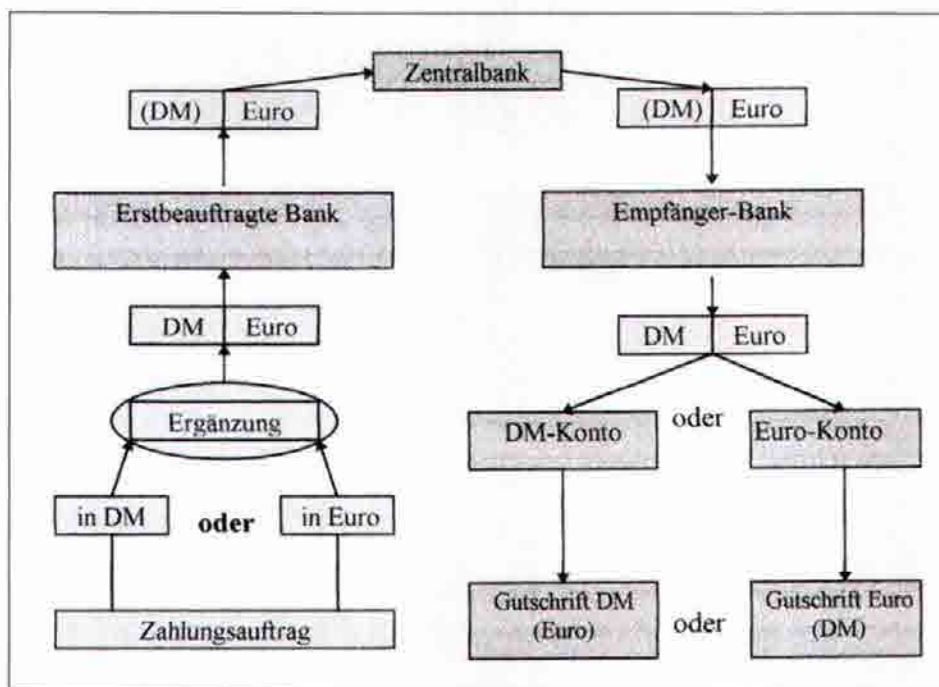 Zentralbank
(DM) Euro
(DM) Euro
Erstbeauftragte Bank
Empfänger-Bank
DM Euro
DM Euro
Ergänzung
DM-Konto
oder
Euro-Konto
in DM
oder
in Euro
Gutschrift DM
(Euro)
oder
Gutschrift Euro
(DM)
Zahlungsauftrag